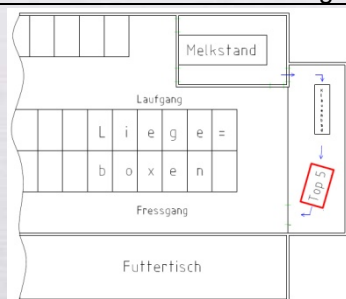 Melkstand
Laufgang
L i e g e =
b o x e n
Top 5
Fressgang
Futtertisch